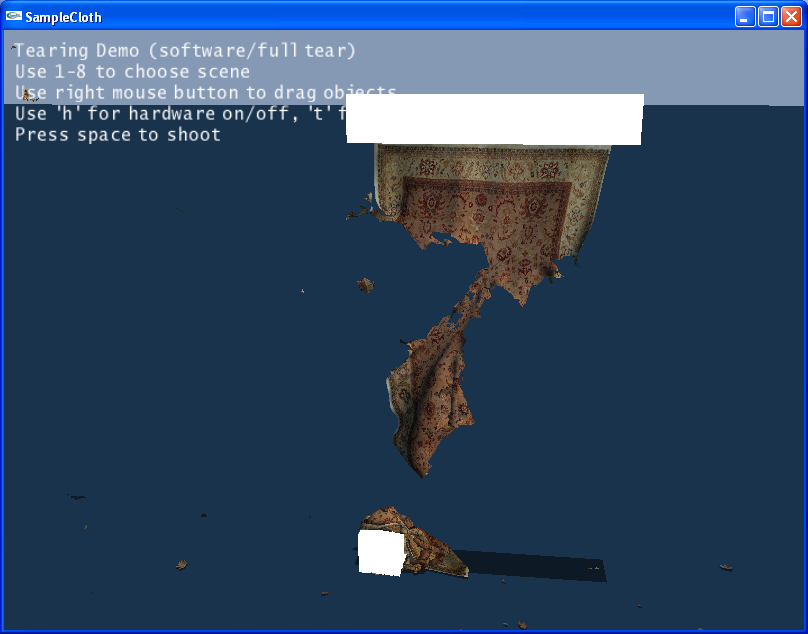 SampleCloth
Tearing Demo (software/full tear)
Use 1-8 to choose scene
Use right mouse button to drag objects
Use 'h' for hardware on/off, 't' f
Press space to shoot